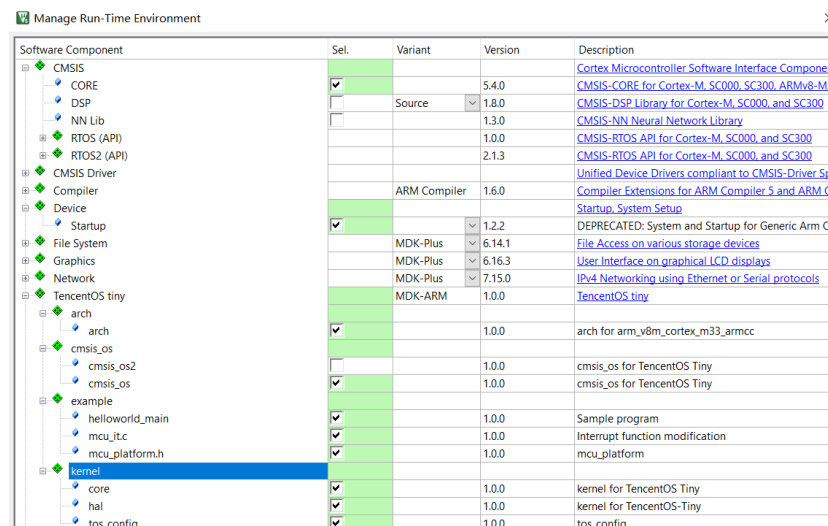 Manage Run-Time Environment
Software Component Sel. Variant Version Description
CMSIS Cortex Microcontroller Software Interface Compone
CORE 5.4.0 CMSIS-CORE for Cortex-M, SC000, SC300, ARMv8-M
DSP Source 1.8.0 CMSIS-DSP Library for Cortex-M, SC000, and SC300
NN Lib 1.3.0 CMSIS-NN Neural Network Library
RTOS (API) 1.0.0 CMSIS-RTOS API for Cortex-M, SC000, and SC300
RTOS2 (API) 2.1.3 CMSIS-RTOS API for Cortex-M, SC000, and SC300
CMSIS Driver Unified Device Drivers compliant to CMSIS-Driver Sp
Compiler ARM Compiler 1.6.0 Compiler Extensions for ARM Compiler 5 and ARM C
Device Startup, System Setup
Startup 1.2.2 DEPRECATED: System and Startup for Generic Arm C
File System MDK-Plus 6.14.1 File Access on various storage devices
Graphics MDK-Plus 6.16.3 User Interface on graphical LCD displays
Network MDK-Plus 7.15.0 IPv4 Networking using Ethernet or Serial protocols
TencentOS tiny MDK-ARM 1.0.0 TencentOS tiny
arch
arch 1.0.0 arch for arm_v8m_cortex_m33_armcc
cmsis_os
cmsis_os2 1.0.0 cmsis_os for TencentOS Tiny
cmsis_os 1.0.0 cmsis_os for TencentOS Tiny
example
helloworld_main 1.0.0 Sample program
mcu_it.c 1.0.0 Interrupt function modification
mcu_platform.h 1.0.0 mcu_platform
kernel
core 1.0.0 kernel for TencentOS Tiny
hal 1.0.0 kernel for TencentOS-Tiny
tos_config 1.0.0 tos_config